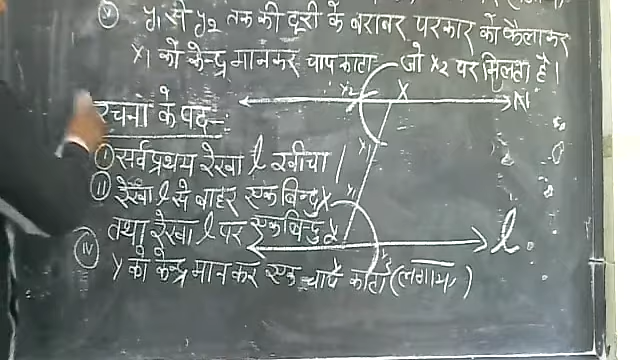 (V) y₁ से y₂ तक की दूरी के बराबर परकार को फैलाकर
x₁ को केन्द्र मानकर चाप काटा जो x₂ पर मिलता है।
x₂
X
रचना के पद-
(I) सर्वप्रथम रेखा l खींचा।
(II) रेखा l से बाहर एक बिन्दु X
तथा रेखा l पर एक बिन्दु y
l
(IV) y को केन्द्र मानकर एक चाप काटो (लगाया)